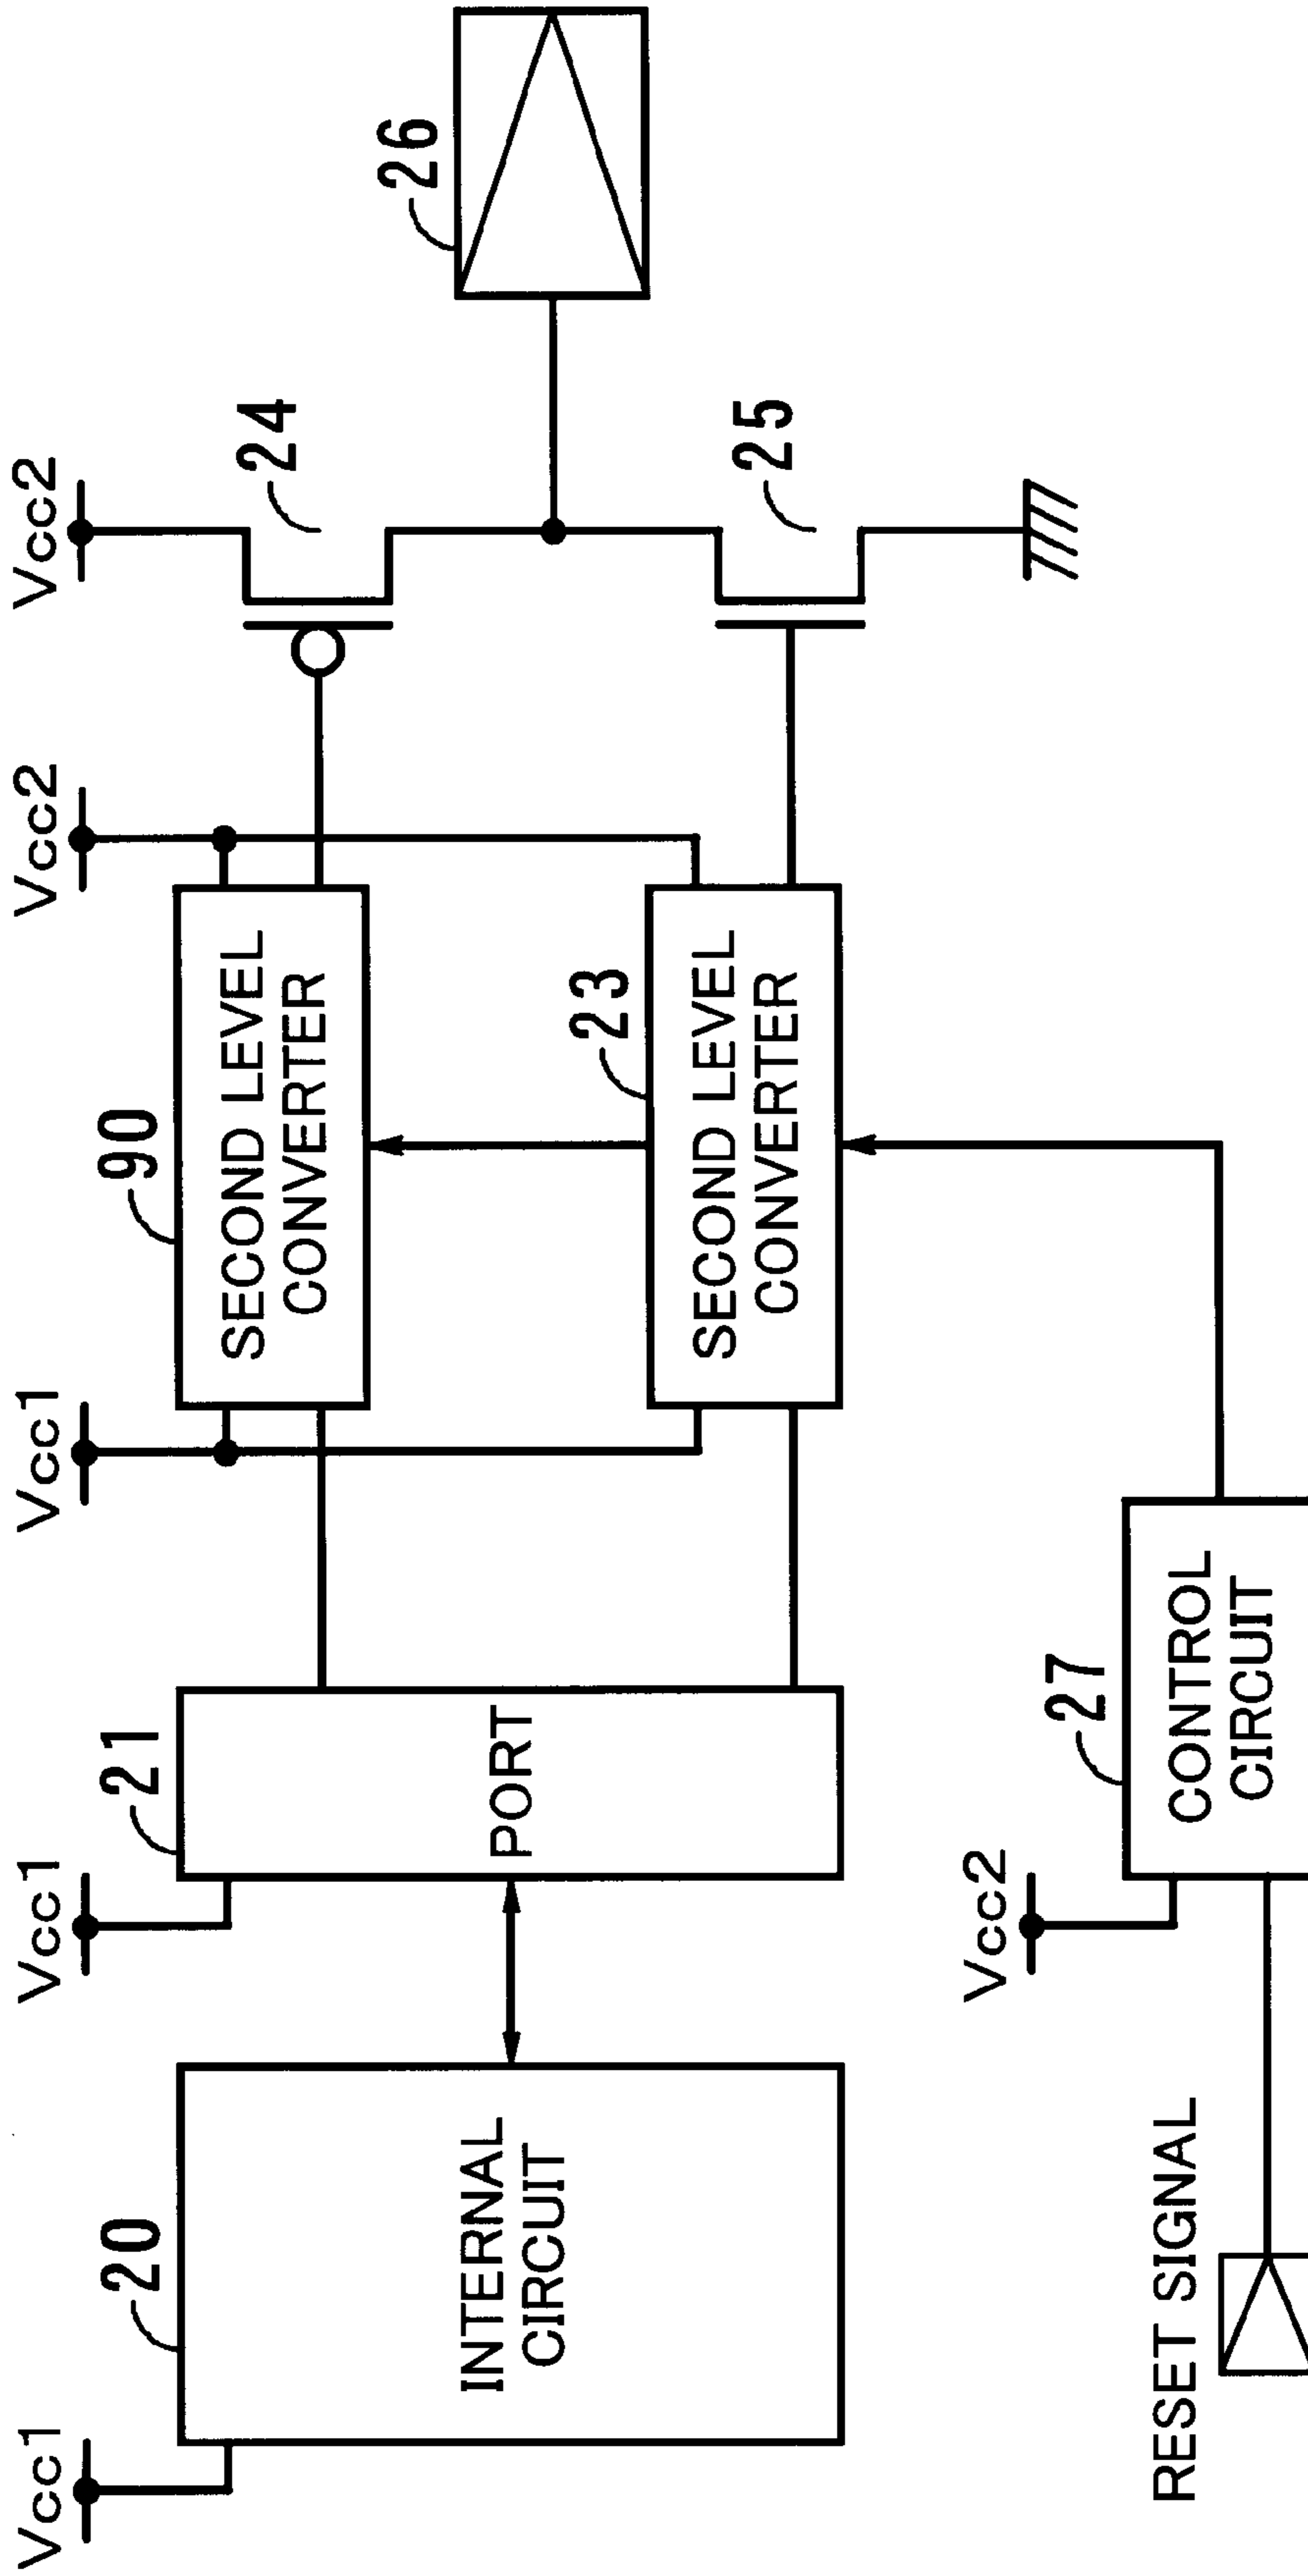 Vcc1
20
INTERNAL
CIRCUIT
Vcc1
21
PORT
Vcc1
90
SECOND LEVEL
CONVERTER
Vcc2
23
SECOND LEVEL
CONVERTER
Vcc2
24
25
26
RESET SIGNAL
Vcc2
27
CONTROL
CIRCUIT